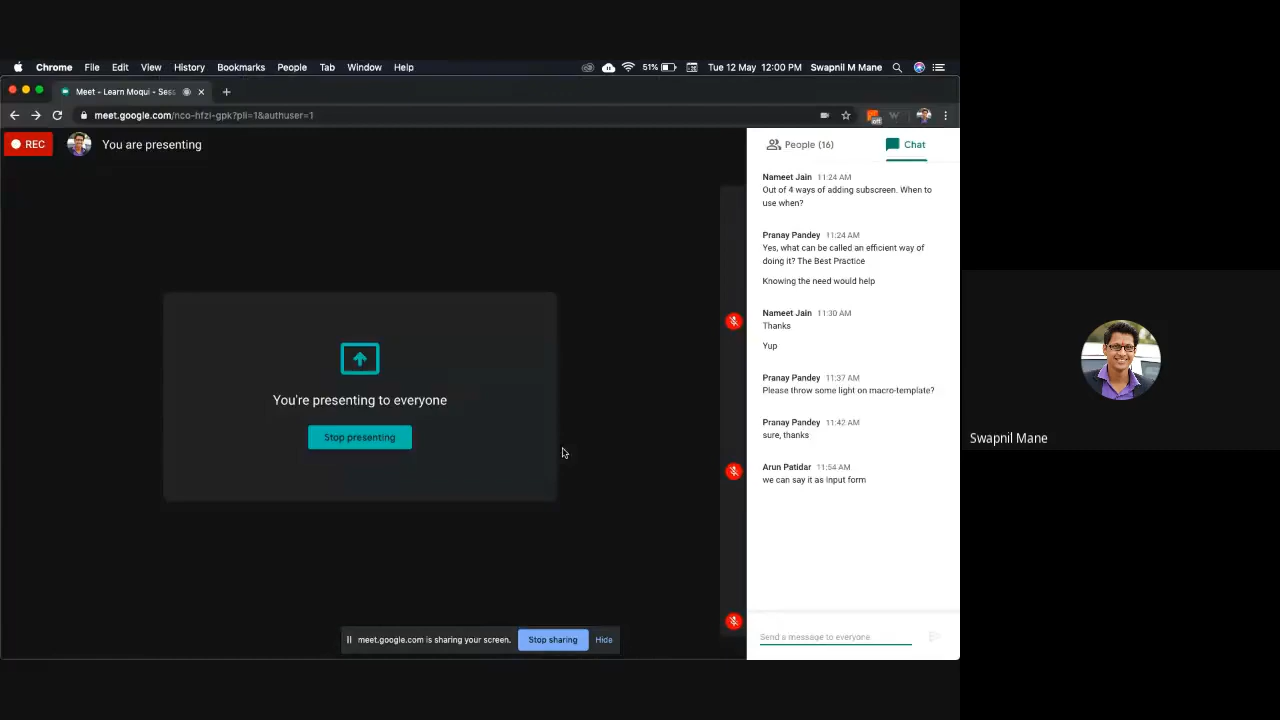 Chrome File Edit View History Bookmarks People Tab Window Help 51% Tue 12 May 12:00 PM Swapnil M Mane
Meet - Learn Moqui - Sess
meet.google.com/nco-hfzi-gpk?pli=1&authuser=1
REC You are presenting
People (16) Chat
Nameet Jain 11:24 AM
Out of 4 ways of adding subscreen. When to
use when?
Pranay Pandey 11:24 AM
Yes, what can be called an efficient way of
doing it? The Best Practice
Knowing the need would help
Nameet Jain 11:30 AM
Thanks
Yup
Pranay Pandey 11:37 AM
Please throw some light on macro-template?
Pranay Pandey 11:42 AM
sure, thanks
Arun Patidar 11:54 AM
we can say it as input form
You're presenting to everyone
Stop presenting
Send a message to everyone
meet.google.com is sharing your screen. Stop sharing Hide
Swapnil Mane